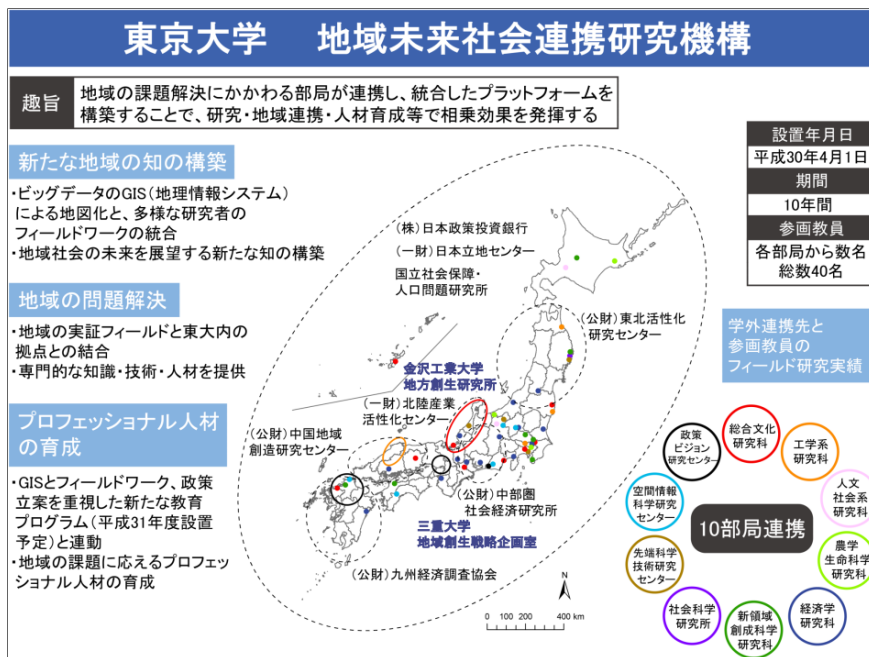 東京大学　地域未来社会連携研究機構
趣旨
地域の課題解決にかかわる部局が連携し、統合したプラットフォームを
構築することで、研究・地域連携・人材育成等で相乗効果を発揮する
新たな地域の知の構築
・ビッグデータのGIS(地理情報システム)
による地図化と、多様な研究者の
フィールドワークの統合
・地域社会の未来を展望する新たな知の構築
地域の問題解決
・地域の実証フィールドと東大内の
拠点との結合
・専門的な知識・技術・人材を提供
プロフェッショナル人材
の育成
・GISとフィールドワーク、政策
立案を重視した新たな教育
プログラム(平成31年度設置
予定)と連動
・地域の課題に応えるプロフェッ
ショナル人材の育成
(株)日本政策投資銀行
(一財)日本立地センター
国立社会保障・
人口問題研究所
(公財)東北活性化
研究センター
金沢工業大学
地方創生研究所
(一財)北陸産業
活性化センター
(公財)中国地域
創造研究センター
(公財)中部圏
社会経済研究所
三重大学
地域創生戦略企画室
(公財)九州経済調査協会
N
0 100 200 400 km
設置年月日
平成30年4月1日
期間
10年間
参画教員
各部局から数名
総数40名
学外連携先と
参画教員の
フィールド研究実績
10部局連携
総合文化
研究科
工学系
研究科
人文
社会系
研究科
農学
生命科学
研究科
経済学
研究科
新領域
創成科学
研究科
社会科学
研究所
先端科学
技術研究
センター
空間情報
科学研究
センター
政策
ビジョン
研究センター